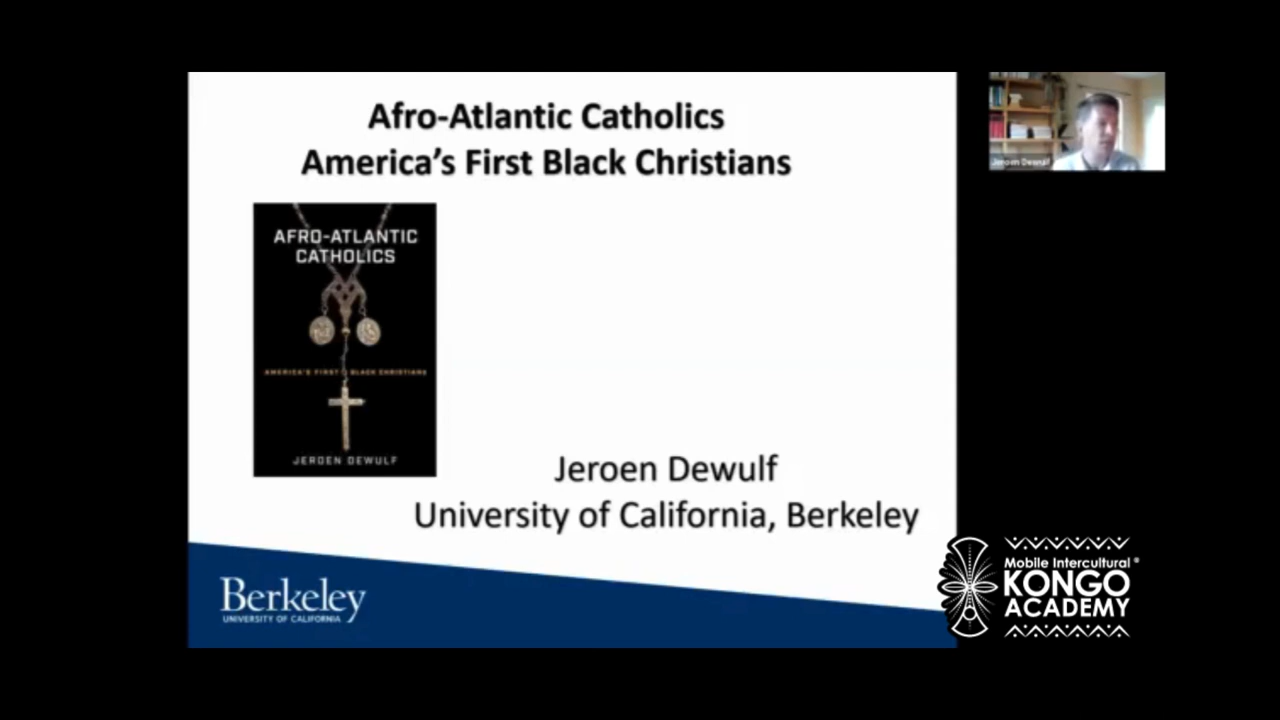 Afro-Atlantic Catholics
America's First Black Christians
AFRO-ATLANTIC
CATHOLICS
AMERICA'S FIRST BLACK CHRISTIANS
JEROEN DEWULF
Jeroen Dewulf
University of California, Berkeley
Berkeley
UNIVERSITY OF CALIFORNIA
Jeroen Dewulf
Mobile Intercultural ®
KONGO
ACADEMY